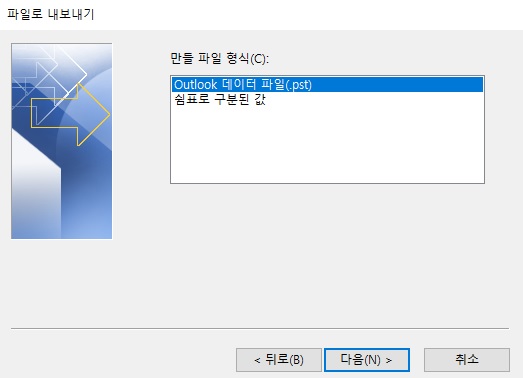 파일로 내보내기
만들 파일 형식(C):
Outlook 데이터 파일(.pst)
쉼표로 구분된 값
< 뒤로(B)
다음(N) >
취소